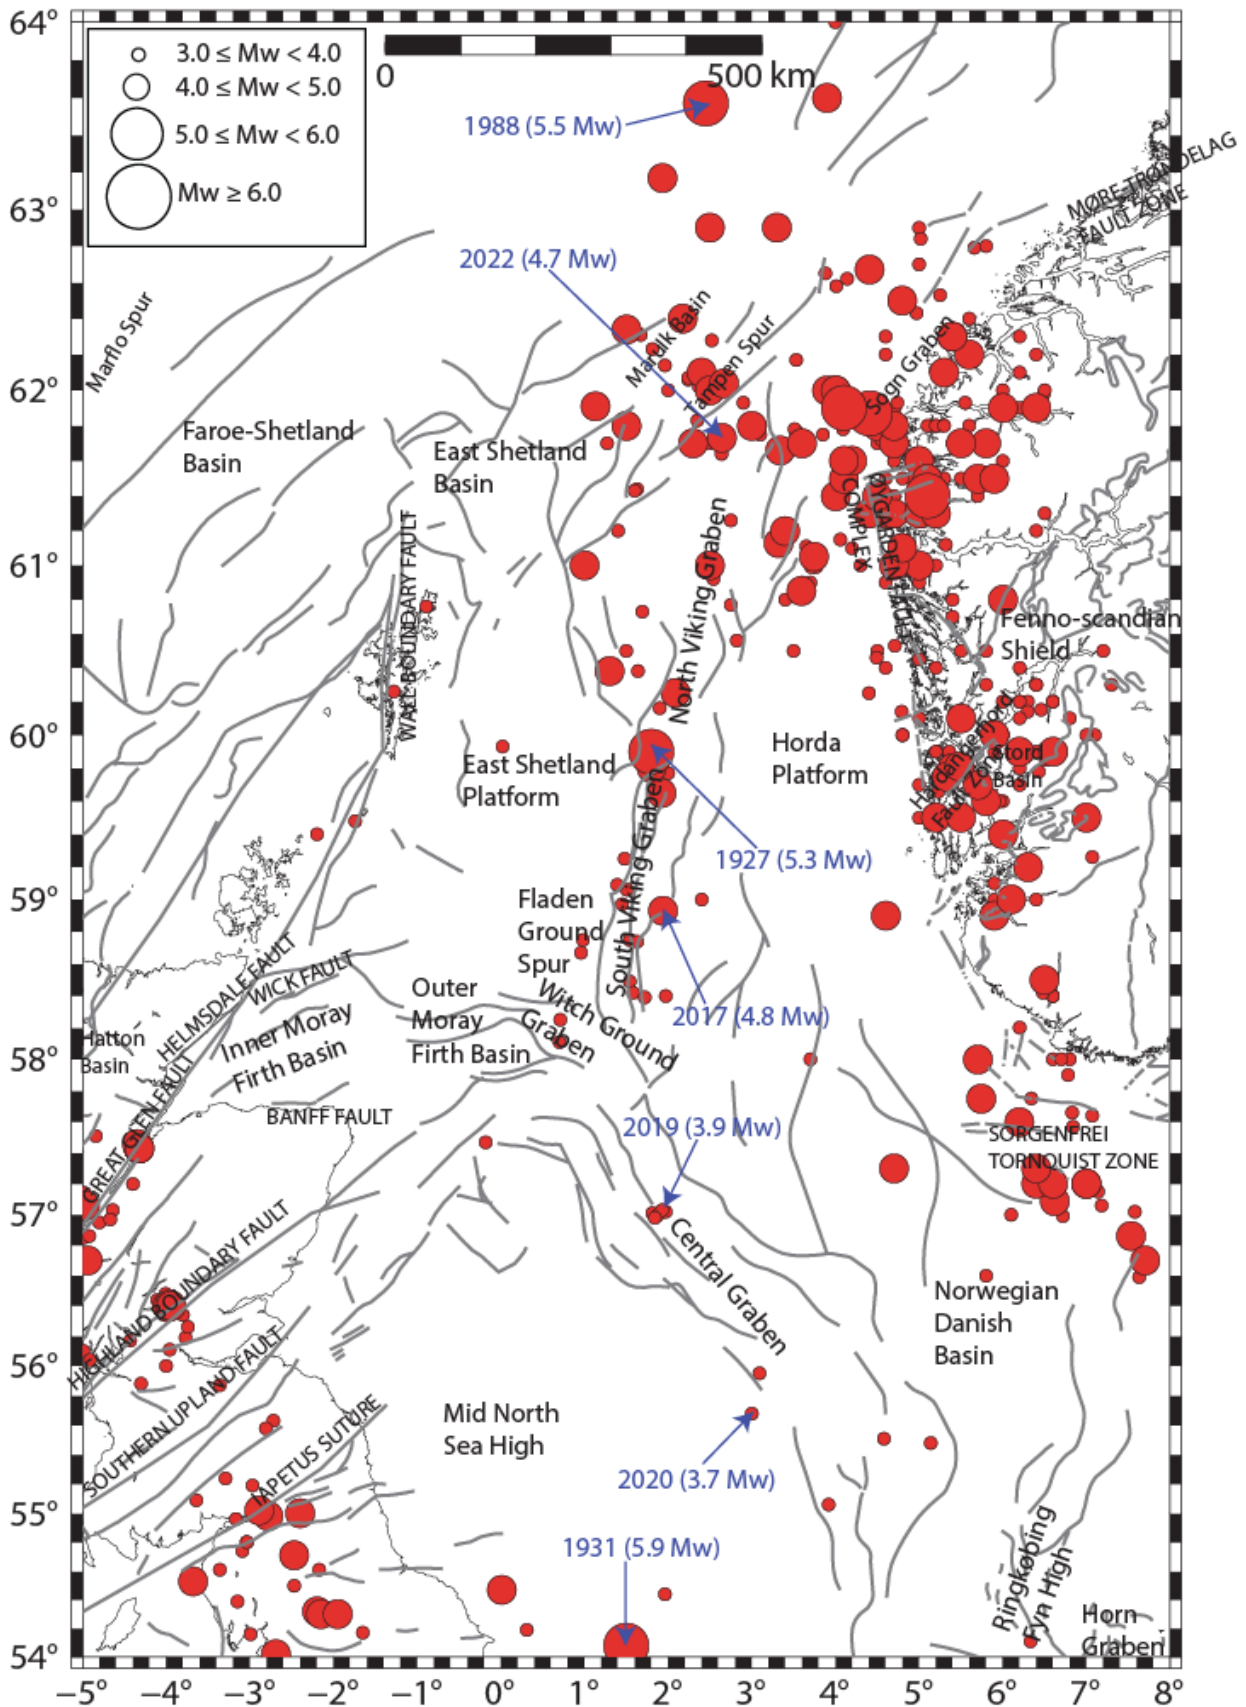 64°
3.0 ≤ Mw < 4.0
4.0 ≤ Mw < 5.0
5.0 ≤ Mw < 6.0
Mw ≥ 6.0
0
500 km
1988 (5.5 Mw)
MØRE-TRØNDELAG
FAULT ZONE
63°
2022 (4.7 Mw)
Marflo Spur
Marulk Basin
Tampen Spur
Sogn Graben
62°
Faroe-Shetland
Basin
East Shetland
Basin
ØYGARDEN FAULT
COMPLEX
WALL BOUNDARY FAULT
North Viking Graben
61°
Fenno-scandian
Shield
60°
East Shetland
Platform
Horda
Platform
Hardangerfjord
Fault Zone
Stord
Basin
1927 (5.3 Mw)
South Viking Graben
59°
Fladen
Ground
Spur
HELMSDALE FAULT
WICK FAULT
Outer
Moray
Firth Basin
Witch Ground
Graben
2017 (4.8 Mw)
Hatton
Basin
Inner Moray
Firth Basin
58°
GREAT GLEN FAULT
BANFF FAULT
2019 (3.9 Mw)
SORGENFREI
TORNQUIST ZONE
57°
HIGHLAND BOUNDARY FAULT
Central Graben
Norwegian
Danish
Basin
56°
SOUTHERN UPLAND FAULT
IAPETUS SUTURE
Mid North
Sea High
2020 (3.7 Mw)
55°
1931 (5.9 Mw)
Ringkøbing
Fyn High
Horn
Graben
54°
−5° −4° −3° −2° −1° 0° 1° 2° 3° 4° 5° 6° 7° 8°